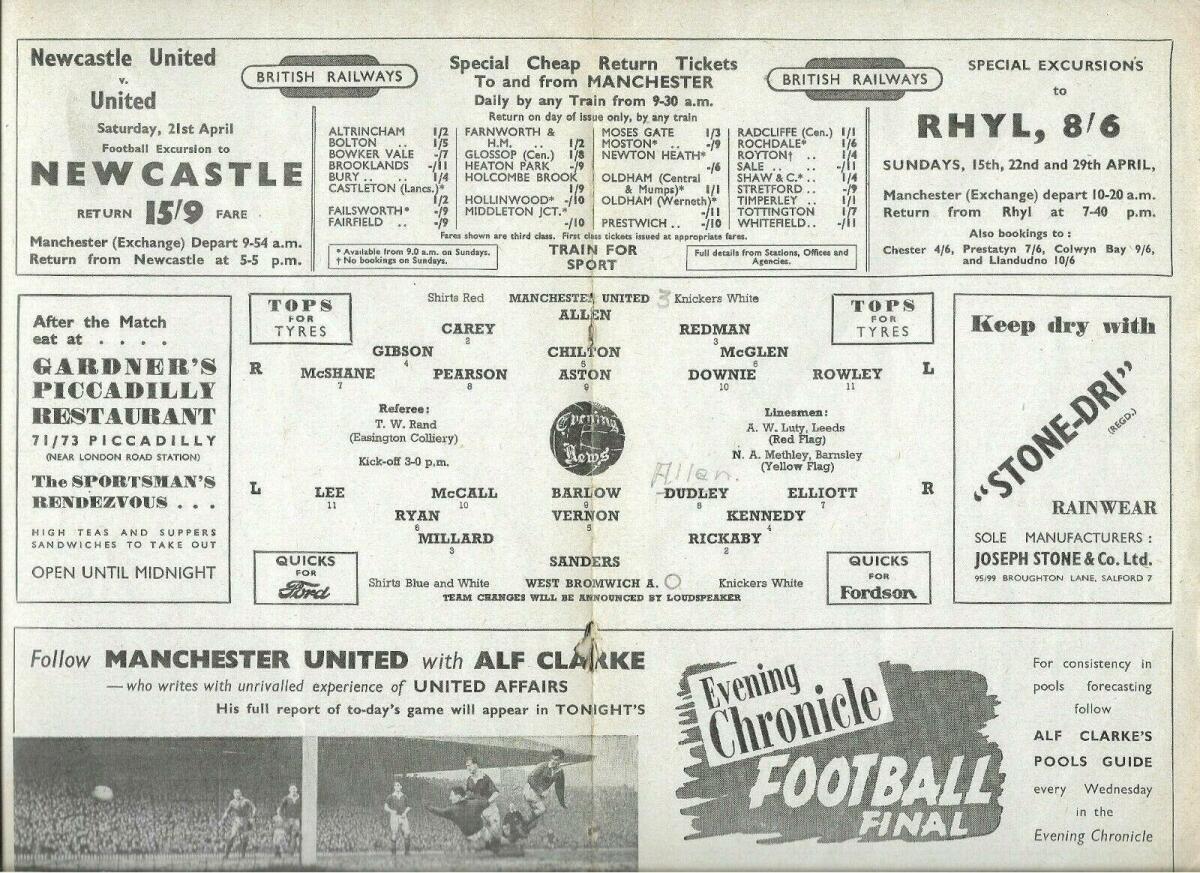 Newcastle United
v.
United
Saturday, 21st April
Football Excursion to
NEWCASTLE
RETURN 15/9 FARE
Manchester (Exchange) Depart 9-54 a.m.
Return from Newcastle at 5-5 p.m.
BRITISH RAILWAYS
Special Cheap Return Tickets
To and from MANCHESTER
Daily by any Train from 9-30 a.m.
Return on day of issue only, by any train
BRITISH RAILWAYS
ALTRINCHAM 1/2
BOLTON .. 1/5
BOWKER VALE -/7
BROOKLANDS -/11
BURY .. .. 1/4
CASTLETON (Lancs.)*
1/2
FAILSWORTH* -/9
FAIRFIELD .. -/9
FARNWORTH &
H.M. .. 1/2
GLOSSOP (Cen.) 1/8
HEATON PARK -/9
HOLCOMBE BROOK
1/9
HOLLINWOOD* -/10
MIDDLETON JCT.*
-/10
MOSES GATE 1/3
MOSTON* .. -/9
NEWTON HEATH*
-/6
OLDHAM (Central
& Mumps)* 1/1
OLDHAM (Werneth)*
-/11
PRESTWICH .. -/10
RADCLIFFE (Cen.) 1/1
ROCHDALE* 1/6
ROYTON† .. 1/4
SALE .. .. -/11
SHAW & C.* .. 1/4
STRETFORD .. -/9
TIMPERLEY .. 1/1
TOTTINGTON 1/7
WHITEFIELD.. -/11
Fares shown are third class. First class tickets issued at appropriate fares.
* Available from 9.0 a.m. on Sundays.
† No bookings on Sundays.
TRAIN FOR
SPORT
Full details from Stations, Offices and
Agencies.
SPECIAL EXCURSIONS
to
RHYL, 8/6
SUNDAYS, 15th, 22nd and 29th APRIL,
Manchester (Exchange) depart 10-20 a.m.
Return from Rhyl at 7-40 p.m.
Also bookings to :
Chester 4/6, Prestatyn 7/6, Colwyn Bay 9/6,
and Llandudno 10/6
After the Match
eat at . . . .
GARDNER'S
PICCADILLY
RESTAURANT
71/73 PICCADILLY
(NEAR LONDON ROAD STATION)
The SPORTSMAN'S
RENDEZVOUS . . .
HIGH TEAS AND SUPPERS
SANDWICHES TO TAKE OUT
OPEN UNTIL MIDNIGHT
TOPS
FOR
TYRES
Shirts Red MANCHESTER UNITED 3 Knickers White
TOPS
FOR
TYRES
ALLEN
CAREY REDMAN
2 3
GIBSON CHILTON McGLEN
4 5 6
R McSHANE PEARSON ASTON DOWNIE ROWLEY L
7 8 9 10 11
Referee:
T. W. Rand
(Easington Colliery)
Kick-off 3-0 p.m.
Evening
News
Linesmen:
A. W. Luty, Leeds
(Red Flag)
N. A. Methley, Barnsley
(Yellow Flag)
Allen.
L LEE McCALL BARLOW DUDLEY ELLIOTT R
11 10 9 8 7
RYAN VERNON KENNEDY
6 5 4
MILLARD RICKABY
3 2
SANDERS
QUICKS
FOR
Ford
Shirts Blue and White WEST BROMWICH A. 0 Knickers White
TEAM CHANGES WILL BE ANNOUNCED BY LOUDSPEAKER
QUICKS
FOR
Fordson
Keep dry with
"STONE-DRI"
(REGD.)
RAINWEAR
SOLE MANUFACTURERS :
JOSEPH STONE & Co. Ltd.
95/99 BROUGHTON LANE, SALFORD 7
Follow MANCHESTER UNITED with ALF CLARKE
—who writes with unrivalled experience of UNITED AFFAIRS
His full report of to-day's game will appear in TONIGHT'S
Evening
Chronicle
FOOTBALL
FINAL
For consistency in
pools forecasting
follow
ALF CLARKE'S
POOLS GUIDE
every Wednesday
in the
Evening Chronicle